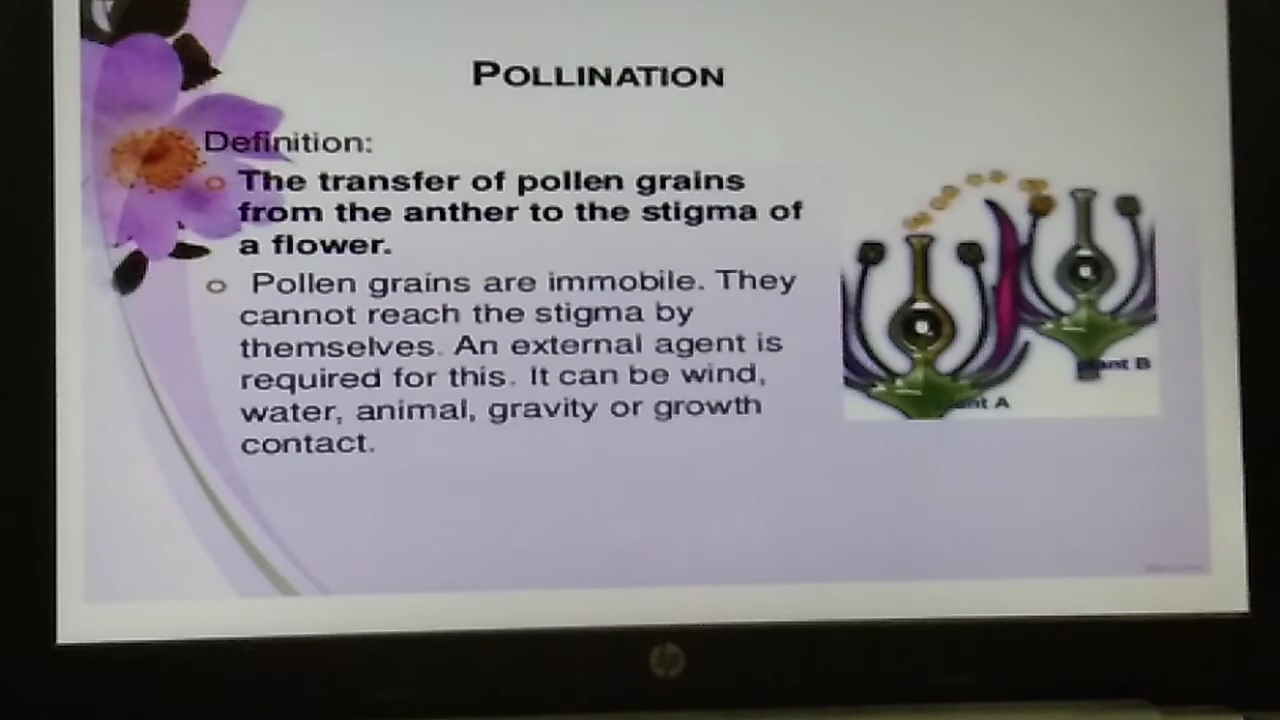 POLLINATION
Definition:
The transfer of pollen grains
from the anther to the stigma of
a flower.
Pollen grains are immobile. They
cannot reach the stigma by
themselves. An external agent is
required for this. It can be wind,
water, animal, gravity or growth
contact.
B
A
hp